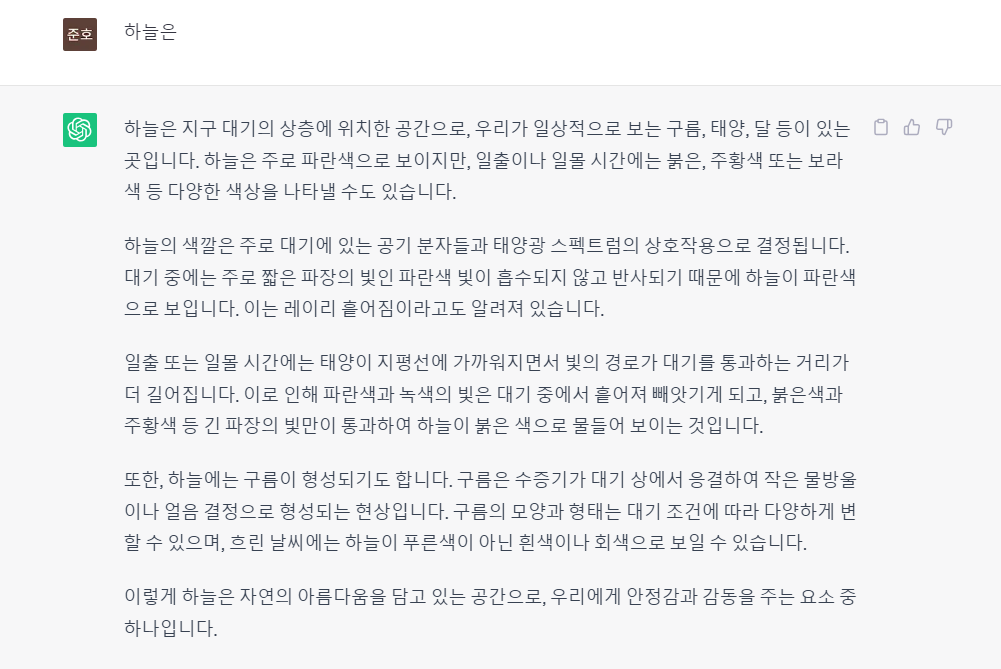 준호
하늘은
하늘은 지구 대기의 상층에 위치한 공간으로, 우리가 일상적으로 보는 구름, 태양, 달 등이 있는
곳입니다. 하늘은 주로 파란색으로 보이지만, 일출이나 일몰 시간에는 붉은, 주황색 또는 보라
색 등 다양한 색상을 나타낼 수도 있습니다.
하늘의 색깔은 주로 대기에 있는 공기 분자들과 태양광 스펙트럼의 상호작용으로 결정됩니다.
대기 중에는 주로 짧은 파장의 빛인 파란색 빛이 흡수되지 않고 반사되기 때문에 하늘이 파란색
으로 보입니다. 이는 레이리 흩어짐이라고도 알려져 있습니다.
일출 또는 일몰 시간에는 태양이 지평선에 가까워지면서 빛의 경로가 대기를 통과하는 거리가
더 길어집니다. 이로 인해 파란색과 녹색의 빛은 대기 중에서 흩어져 빼앗기게 되고, 붉은색과
주황색 등 긴 파장의 빛만이 통과하여 하늘이 붉은 색으로 물들어 보이는 것입니다.
또한, 하늘에는 구름이 형성되기도 합니다. 구름은 수증기가 대기 상에서 응결하여 작은 물방울
이나 얼음 결정으로 형성되는 현상입니다. 구름의 모양과 형태는 대기 조건에 따라 다양하게 변
할 수 있으며, 흐린 날씨에는 하늘이 푸른색이 아닌 흰색이나 회색으로 보일 수 있습니다.
이렇게 하늘은 자연의 아름다움을 담고 있는 공간으로, 우리에게 안정감과 감동을 주는 요소 중
하나입니다.